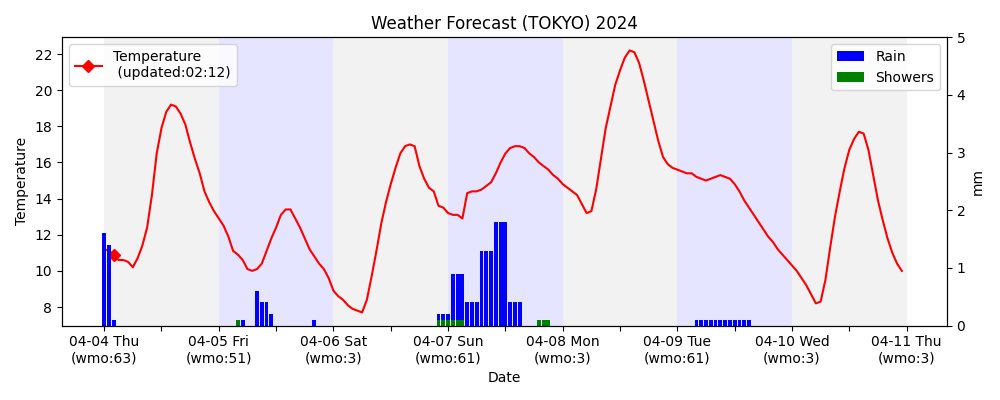 Weather Forecast (TOKYO) 2024
Temperature
(updated:02:12)
Rain
Showers
Temperature
22
20
18
16
14
12
10
8
5
4
3
2
1
0
mm
04-04 Thu
(wmo:63)
04-05 Fri
(wmo:51)
04-06 Sat
(wmo:3)
04-07 Sun
(wmo:61)
04-08 Mon
(wmo:3)
04-09 Tue
(wmo:61)
04-10 Wed
(wmo:3)
04-11 Thu
(wmo:3)
Date